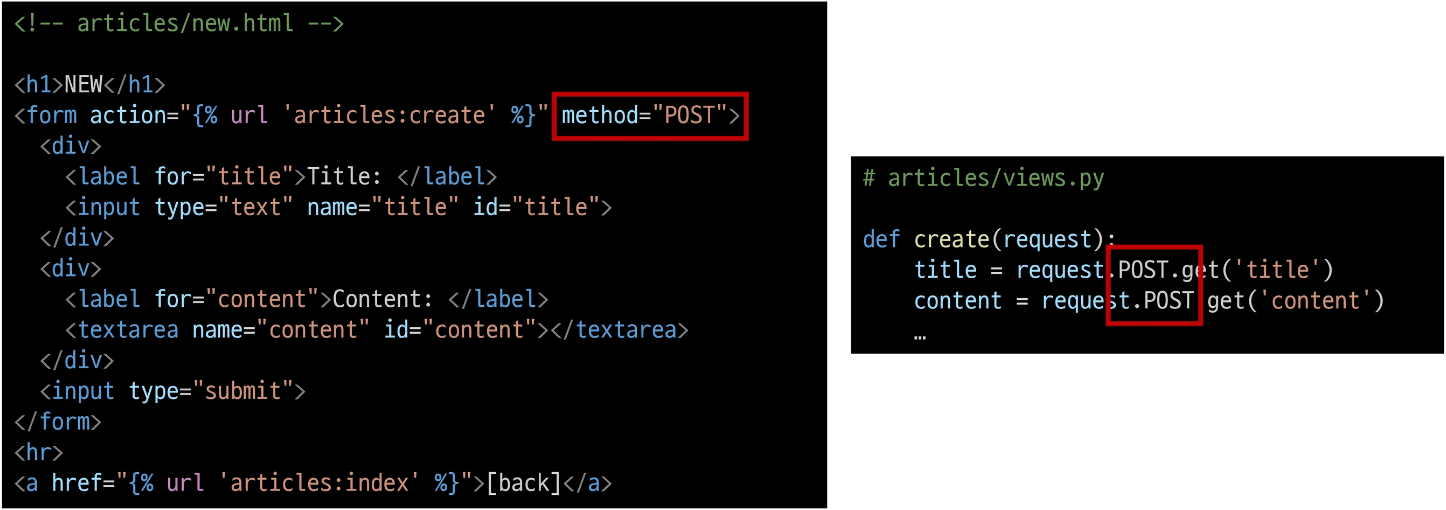 <!-- articles/new.html -->
<h1>NEW</h1>
<form action="{% url 'articles:create' %}" method="POST">
<div>
<label for="title">Title: </label>
<input type="text" name="title" id="title">
</div>
<div>
<label for="content">Content: </label>
<textarea name="content" id="content"></textarea>
</div>
<input type="submit">
</form>
<hr>
<a href="{% url 'articles:index' %}">[back]</a>
# articles/views.py
def create(request):
title = request.POST.get('title')
content = request.POST.get('content')
…